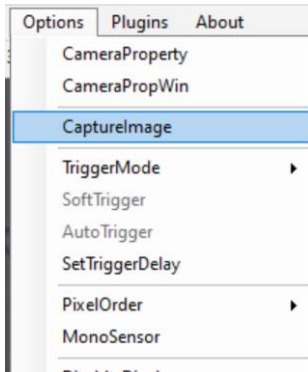 Options Plugins About
CameraProperty
CameraPropWin
CaptureImage
TriggerMode
SoftTrigger
AutoTrigger
SetTriggerDelay
PixelOrder
MonoSensor